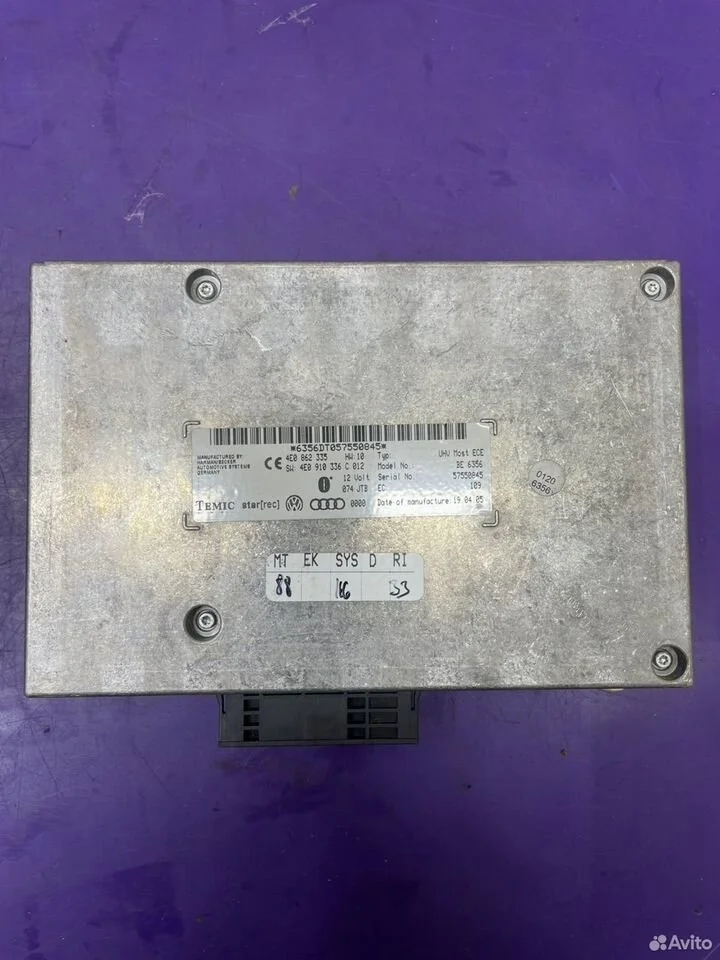 *6356DT057550845*
MANUFACTURED BY:
HARMAN/BECKER
AUTOMOTIVE SYSTEMS
GERMANY
4E0 862 335 HW 10 Typ: UHV Most ECE
SW: 4E0 910 336 C 012 Model No. BE 6356
12 Volt Serial No. 57550845
074 JTB EC 109
TEMIC star[rec] 0000 Date of manufacture 19.04.05
0120
6356
MT EK SYS D RI
88 16 33
Avito